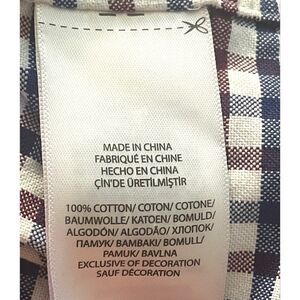 MADE IN CHINA
FABRIQUÉ EN CHINE
HECHO EN CHINA
ÇİN'DE ÜRETİLMİŞTİR
100% COTTON/ COTON/ COTONE/
BAUMWOLLE/ KATOEN/ BOMULD/
ALGODÓN/ ALGODÃO/ ХЛОПОК/
ПАМУК/ ΒΑΜΒΑΚΙ/ BOMULL/
PAMUK/ BAVLNA
EXCLUSIVE OF DECORATION
SAUF DÉCORATION